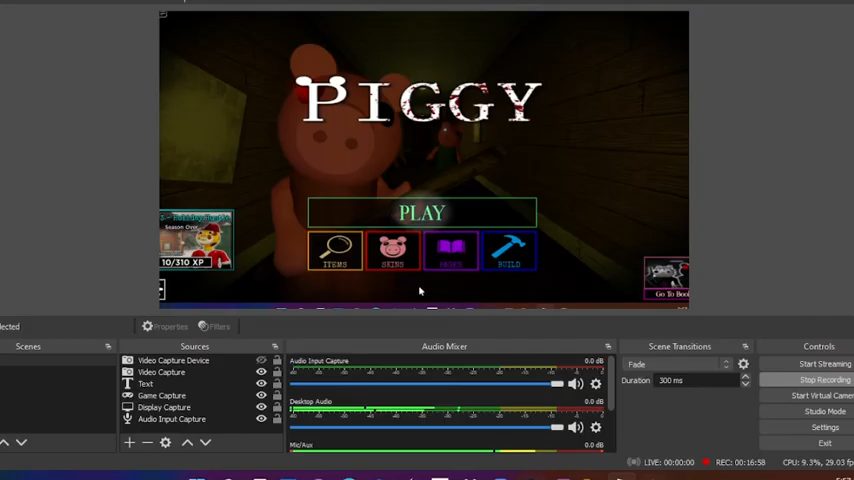 PIGGY
PLAY
Season Over
10/310 XP
ITEMS
SKINS
BUILD
Go To Boo
lected
Properties
Filters
Scenes
Sources
Audio Mixer
Scene Transitions
Controls
Video Capture Device
Video Capture
Text
Game Capture
Display Capture
Audio Input Capture
Audio Input Capture
0.0 dB
Desktop Audio
0.0 dB
Mic/Aux
0.0 dB
Fade
Duration
300 ms
Start Streaming
Stop Recording
Start Virtual Camer
Studio Mode
Settings
Exit
LIVE: 00:00:00
REC: 00:16:58
CPU: 9.3%, 29.03 fp